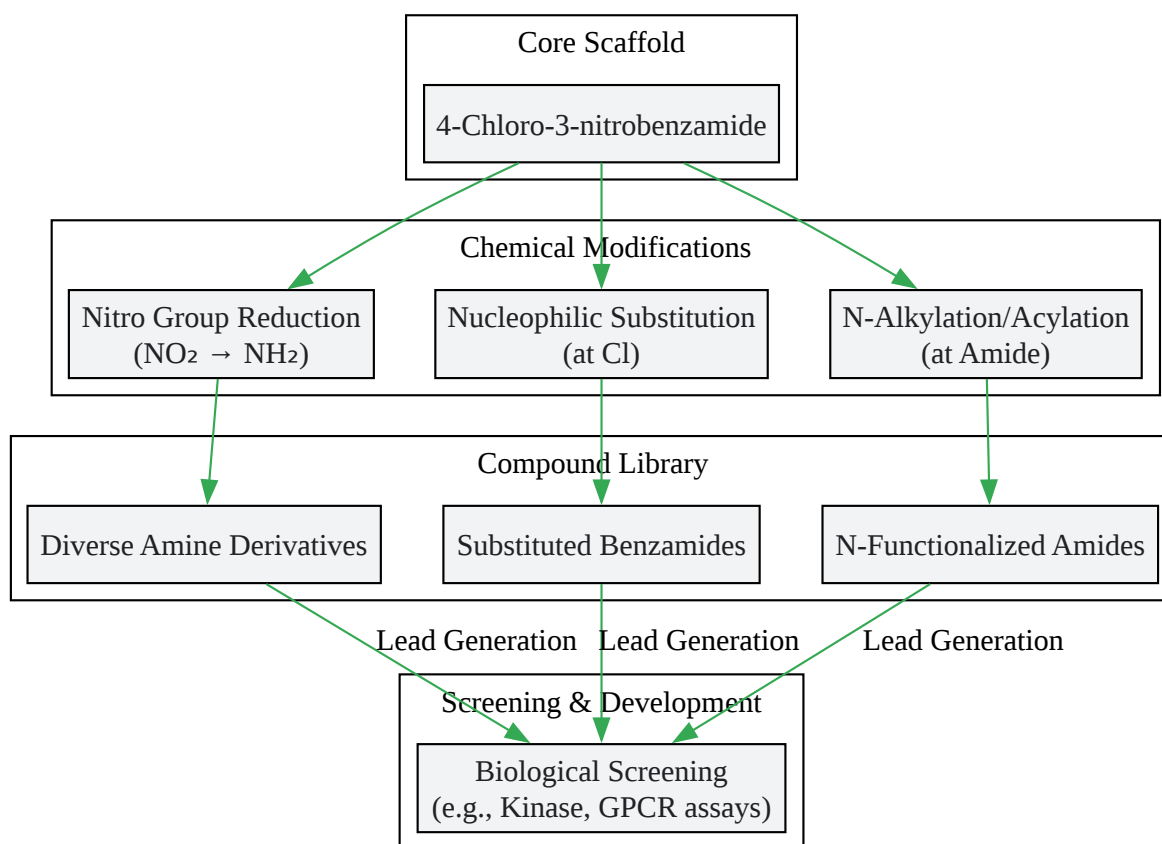 Core Scaffold
4-Chloro-3-nitrobenzamide
Chemical Modifications
Nitro Group Reduction
(NO₂ → NH₂)
Nucleophilic Substitution
(at Cl)
N-Alkylation/Acylation
(at Amide)
Compound Library
Diverse Amine Derivatives
Substituted Benzamides
N-Functionalized Amides
Lead Generation
Lead Generation
Lead Generation
Screening & Development
Biological Screening
(e.g., Kinase, GPCR assays)